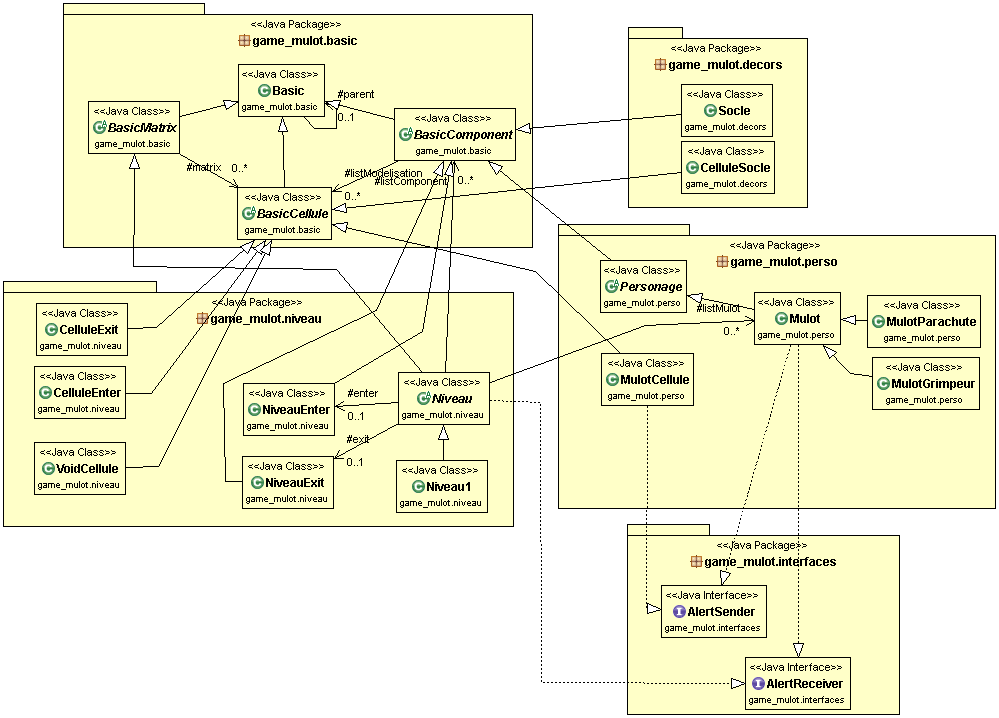 <<Java Package>>
game_mulot.basic
<<Java Class>>
Basic
game_mulot.basic
#parent
0..1
<<Java Class>>
BasicMatrix
game_mulot.basic
<<Java Class>>
BasicComponent
game_mulot.basic
#matrix
0..*
#listModelisation
0..*
#listComponent
0..*
<<Java Class>>
BasicCellule
game_mulot.basic
<<Java Package>>
game_mulot.decors
<<Java Class>>
Socle
game_mulot.decors
<<Java Class>>
CelluleSocle
game_mulot.decors
<<Java Package>>
game_mulot.perso
<<Java Class>>
Personage
game_mulot.perso
#listMulot
0..*
<<Java Class>>
Mulot
game_mulot.perso
<<Java Class>>
MulotParachute
game_mulot.perso
<<Java Class>>
MulotCellule
game_mulot.perso
<<Java Class>>
MulotGrimpeur
game_mulot.perso
<<Java Package>>
game_mulot.niveau
<<Java Class>>
CelluleExit
game_mulot.niveau
<<Java Class>>
CelluleEnter
game_mulot.niveau
<<Java Class>>
VoidCellule
game_mulot.niveau
<<Java Class>>
NiveauEnter
game_mulot.niveau
#enter
0..1
<<Java Class>>
Niveau
game_mulot.niveau
#exit
0..1
<<Java Class>>
NiveauExit
game_mulot.niveau
<<Java Class>>
Niveau1
game_mulot.niveau
<<Java Package>>
game_mulot.interfaces
<<Java Interface>>
AlertSender
game_mulot.interfaces
<<Java Interface>>
AlertReceiver
game_mulot.interfaces